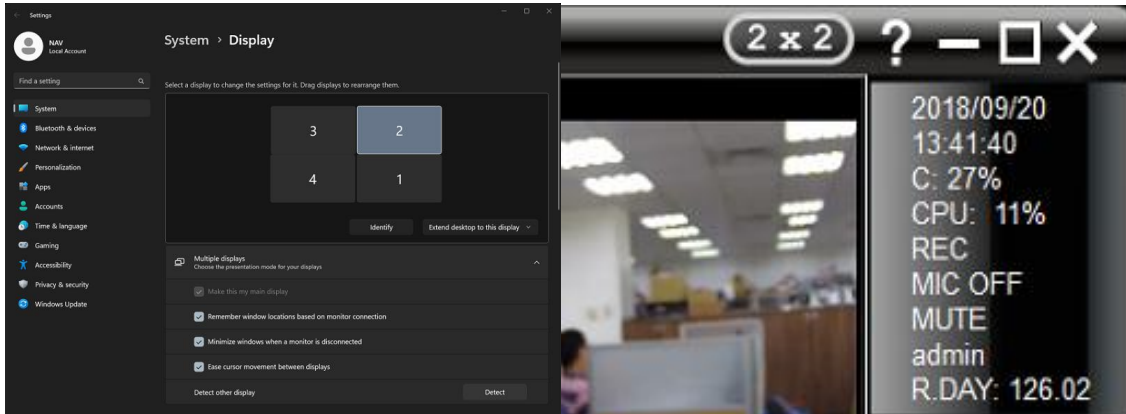 Settings
NAV
Local Account
Find a setting
System
Bluetooth & devices
Network & internet
Personalization
Apps
Accounts
Time & language
Gaming
Accessibility
Privacy & security
Windows Update
System > Display
Select a display to change the settings for it. Drag displays to rearrange them.
3
2
4
1
Identify
Extend desktop to this display
Multiple displays
Choose the presentation mode for your displays
Make this my main display
Remember window locations based on monitor connection
Minimize windows when a monitor is disconnected
Ease cursor movement between displays
Detect other display
Detect
2 x 2
?
2018/09/20
13:41:40
C: 27%
CPU: 11%
REC
MIC OFF
MUTE
admin
R.DAY: 126.02